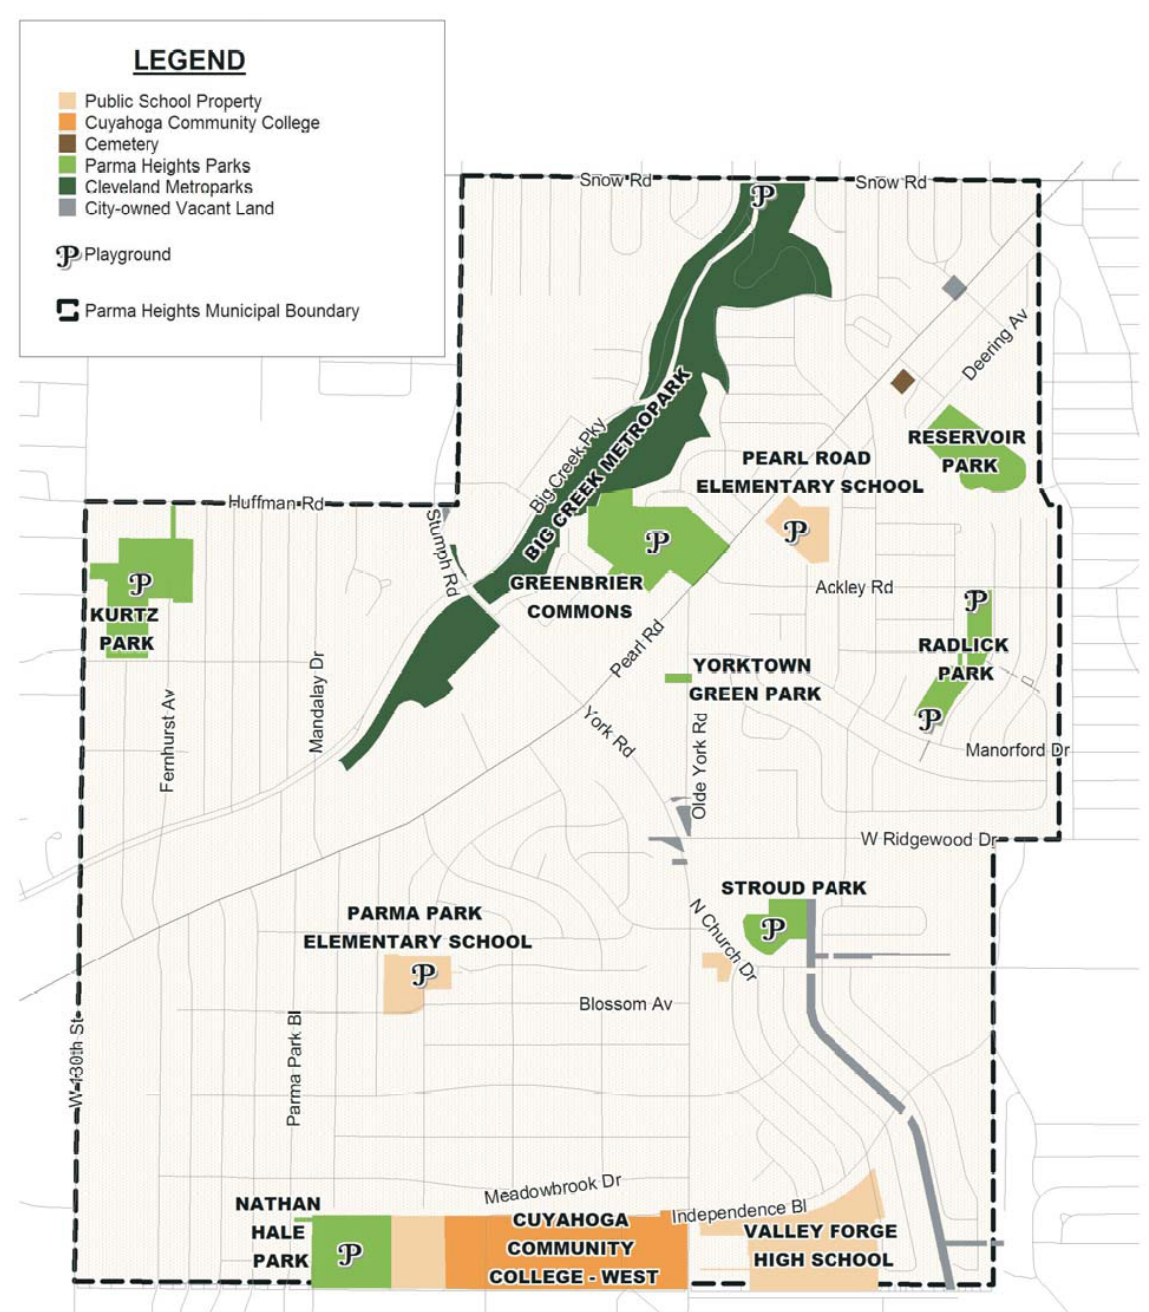 LEGEND
Public School Property
Cuyahoga Community College
Cemetery
Parma Heights Parks
Cleveland Metroparks
City-owned Vacant Land
P Playground
Parma Heights Municipal Boundary
Snow Rd
Snow Rd
P
Deering Av
BIG CREEK METROPARK
Big Creek Pky
RESERVOIR
PARK
PEARL ROAD
ELEMENTARY SCHOOL
P
Huffman Rd
Stumph Rd
P
GREENBRIER
COMMONS
Ackley Rd
P
KURTZ
PARK
P
RADLICK
PARK
P
Pearl Rd
YORKTOWN
GREEN PARK
Fernhurst Av
Mandalay Dr
York Rd
Olde York Rd
Manorford Dr
W Ridgewood Dr
STROUD PARK
P
N Church Dr
PARMA PARK
ELEMENTARY SCHOOL
P
Blossom Av
W 130th St
Parma Park Bl
Meadowbrook Dr
Independence Bl
NATHAN
HALE
PARK
P
CUYAHOGA
COMMUNITY
COLLEGE - WEST
VALLEY FORGE
HIGH SCHOOL